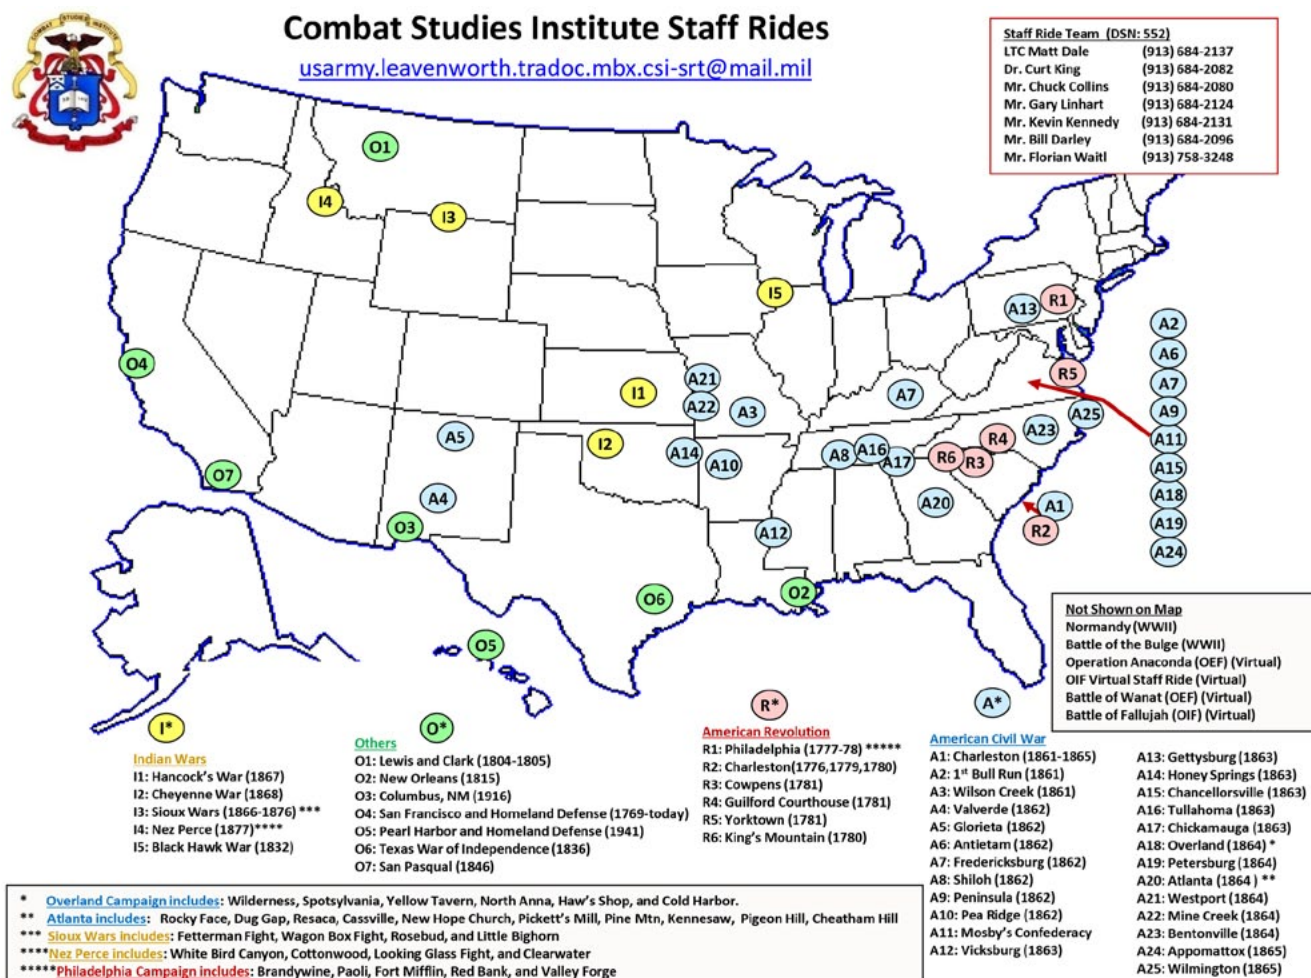 Combat Studies Institute Staff Rides
usarmy.leavenworth.tradoc.mbx.csi-srt@mail.mil
COMBAT STUDIES INSTITUTE
Staff Ride Team (DSN: 552)
LTC Matt Dale (913) 684-2137
Dr. Curt King (913) 684-2082
Mr. Chuck Collins (913) 684-2080
Mr. Gary Linhart (913) 684-2124
Mr. Kevin Kennedy (913) 684-2131
Mr. Bill Darley (913) 684-2096
Mr. Florian Waitl (913) 758-3248
O1
I4
I3
I5
A13
R1
O4
R5
A21
I1
A22
A3
A7
A25
A5
I2
A14
A10
A8
A16
A17
R6
R3
R4
A23
O7
A4
O3
A20
A1
R2
A12
O6
O2
O5
A2
A6
A7
A9
A11
A15
A18
A19
A24
Not Shown on Map
Normandy (WWII)
Battle of the Bulge (WWII)
Operation Anaconda (OEF) (Virtual)
OIF Virtual Staff Ride (Virtual)
Battle of Wanat (OEF) (Virtual)
Battle of Fallujah (OIF) (Virtual)
I*
Indian Wars
I1: Hancock's War (1867)
I2: Cheyenne War (1868)
I3: Sioux Wars (1866-1876) ***
I4: Nez Perce (1877)****
I5: Black Hawk War (1832)
O*
Others
O1: Lewis and Clark (1804-1805)
O2: New Orleans (1815)
O3: Columbus, NM (1916)
O4: San Francisco and Homeland Defense (1769-today)
O5: Pearl Harbor and Homeland Defense (1941)
O6: Texas War of Independence (1836)
O7: San Pasqual (1846)
R*
American Revolution
R1: Philadelphia (1777-78) *****
R2: Charleston(1776,1779,1780)
R3: Cowpens (1781)
R4: Guilford Courthouse (1781)
R5: Yorktown (1781)
R6: King's Mountain (1780)
A*
American Civil War
A1: Charleston (1861-1865)
A2: 1st Bull Run (1861)
A3: Wilson Creek (1861)
A4: Valverde (1862)
A5: Glorieta (1862)
A6: Antietam (1862)
A7: Fredericksburg (1862)
A8: Shiloh (1862)
A9: Peninsula (1862)
A10: Pea Ridge (1862)
A11: Mosby's Confederacy
A12: Vicksburg (1863)
A13: Gettysburg (1863)
A14: Honey Springs (1863)
A15: Chancellorsville (1863)
A16: Tullahoma (1863)
A17: Chickamauga (1863)
A18: Overland (1864) *
A19: Petersburg (1864)
A20: Atlanta (1864 ) **
A21: Westport (1864)
A22: Mine Creek (1864)
A23: Bentonville (1864)
A24: Appomattox (1865)
A25: Wilmington (1865)
* Overland Campaign includes: Wilderness, Spotsylvania, Yellow Tavern, North Anna, Haw's Shop, and Cold Harbor.
** Atlanta includes: Rocky Face, Dug Gap, Resaca, Cassville, New Hope Church, Pickett's Mill, Pine Mtn, Kennesaw, Pigeon Hill, Cheatham Hill
*** Sioux Wars includes: Fetterman Fight, Wagon Box Fight, Rosebud, and Little Bighorn
****Nez Perce includes: White Bird Canyon, Cottonwood, Looking Glass Fight, and Clearwater
*****Philadelphia Campaign includes: Brandywine, Paoli, Fort Mifflin, Red Bank, and Valley Forge